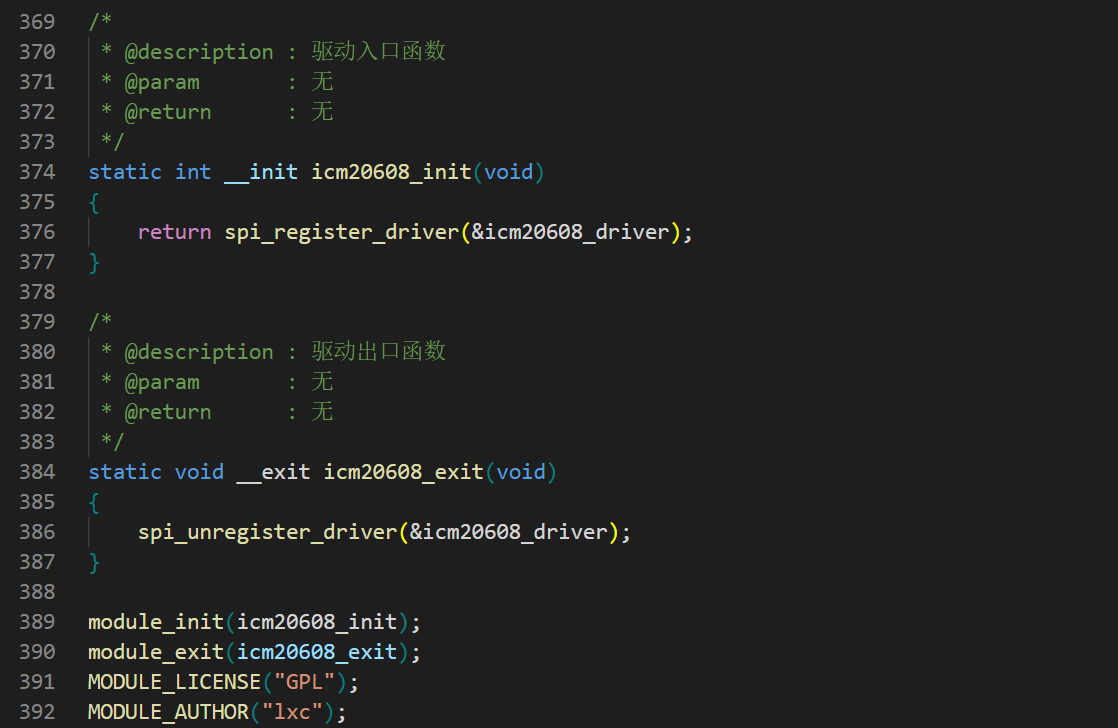 369 /*
370  * @description : 驱动入口函数
371  * @param       : 无
372  * @return      : 无
373  */
374 static int __init icm20608_init(void)
375 {
376     return spi_register_driver(&icm20608_driver);
377 }
378
379 /*
380  * @description : 驱动出口函数
381  * @param       : 无
382  * @return      : 无
383  */
384 static void __exit icm20608_exit(void)
385 {
386     spi_unregister_driver(&icm20608_driver);
387 }
388
389 module_init(icm20608_init);
390 module_exit(icm20608_exit);
391 MODULE_LICENSE("GPL");
392 MODULE_AUTHOR("lxc");